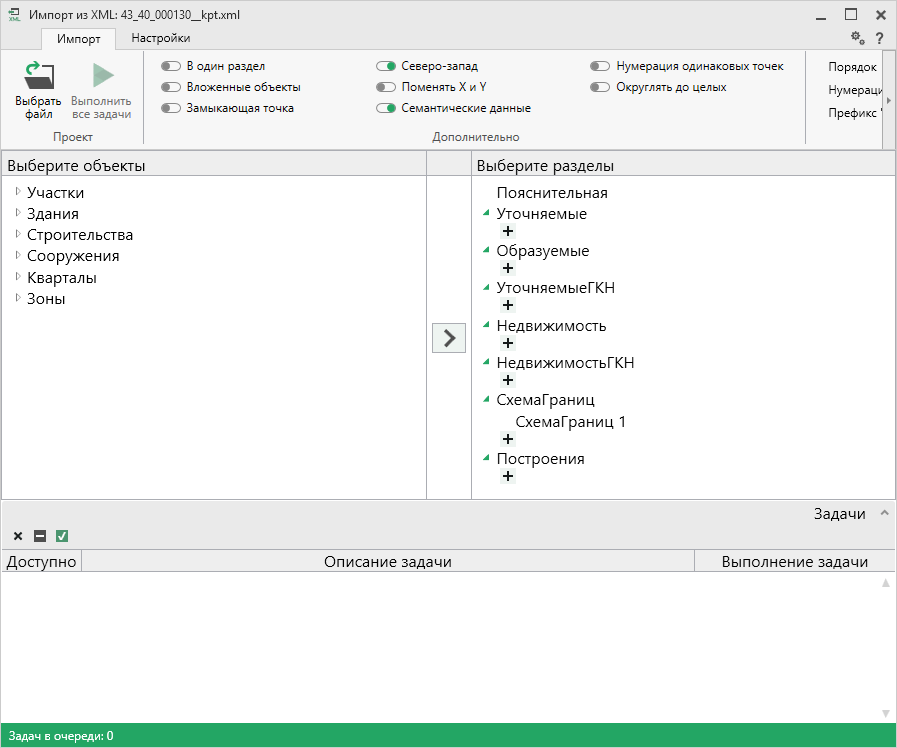 Импорт из XML: 43_40_000130__kpt.xml
Импорт
Настройки
?
Выбрать файл
Выполнить все задачи
Проект
В один раздел
Вложенные объекты
Замыкающая точка
Северо-запад
Поменять X и Y
Семантические данные
Нумерация одинаковых точек
Округлять до целых
Дополнительно
Порядок
Нумераци
Префикс
Выберите объекты
Участки
Здания
Строительства
Сооружения
Кварталы
Зоны
Выберите разделы
Пояснительная
Уточняемые
Образуемые
УточняемыеГКН
Недвижимость
НедвижимостьГКН
СхемаГраниц
СхемаГраниц 1
Построения
Задачи
Доступно
Описание задачи
Выполнение задачи
Задач в очереди: 0